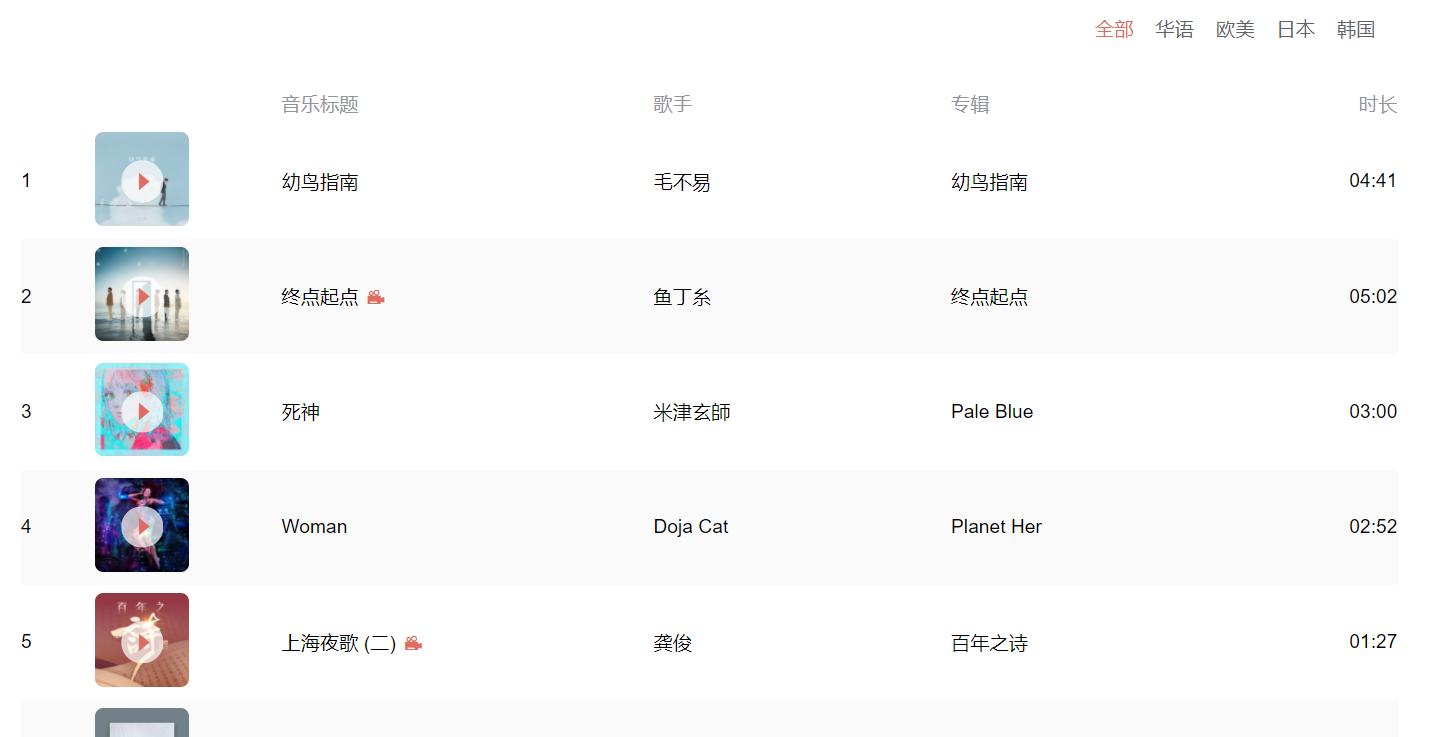 全部 华语 欧美 日本 韩国
音乐标题 歌手 专辑 时长
1 幼鸟指南 毛不易 幼鸟指南 04:41
2 终点起点 鱼丁糸 终点起点 05:02
3 死神 米津玄師 Pale Blue 03:00
4 Woman Doja Cat Planet Her 02:52
百年之
5 上海夜歌 (二) 龚俊 百年之诗 01:27